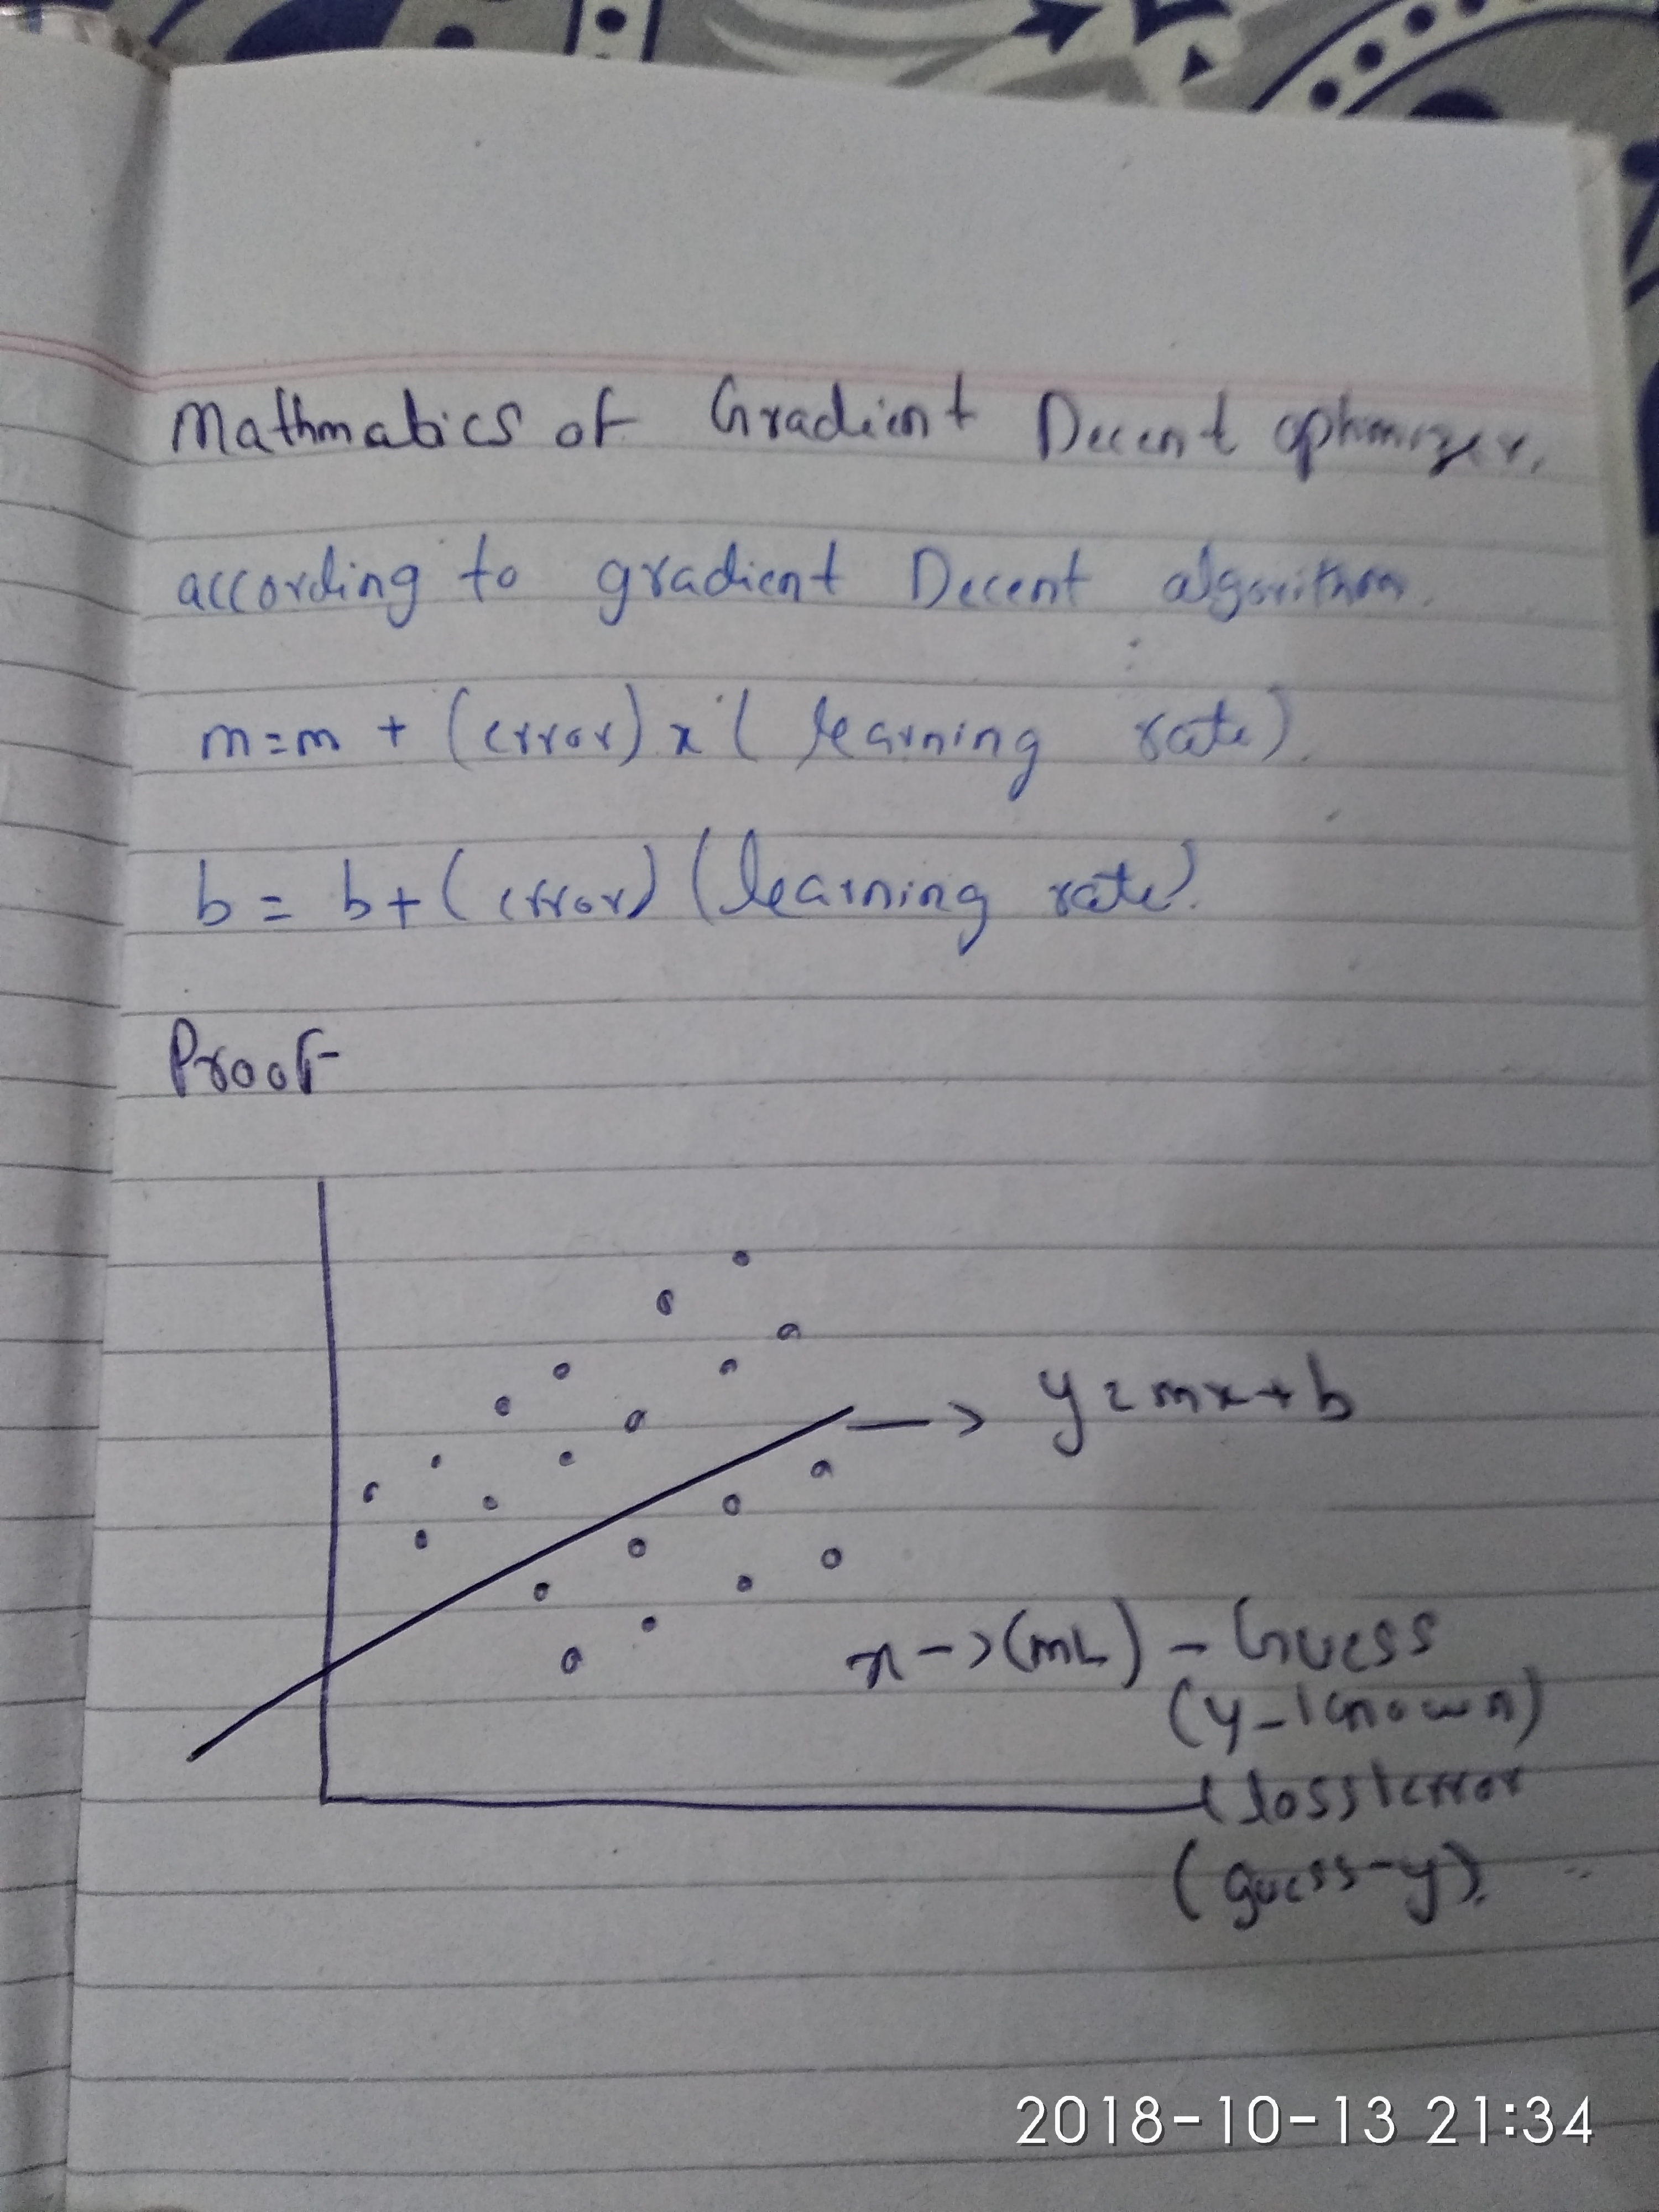 Mathmatics of Gradient Decent optimizer.
according to gradient Decent algorithm.
m=m + (error) x (learning rate).
b = b+(error) (learning rate).
Proof
y=mx+b
x->(ML) - Guess
(y-known)
loss|error
(guess-y).
2018-10-13 21:34